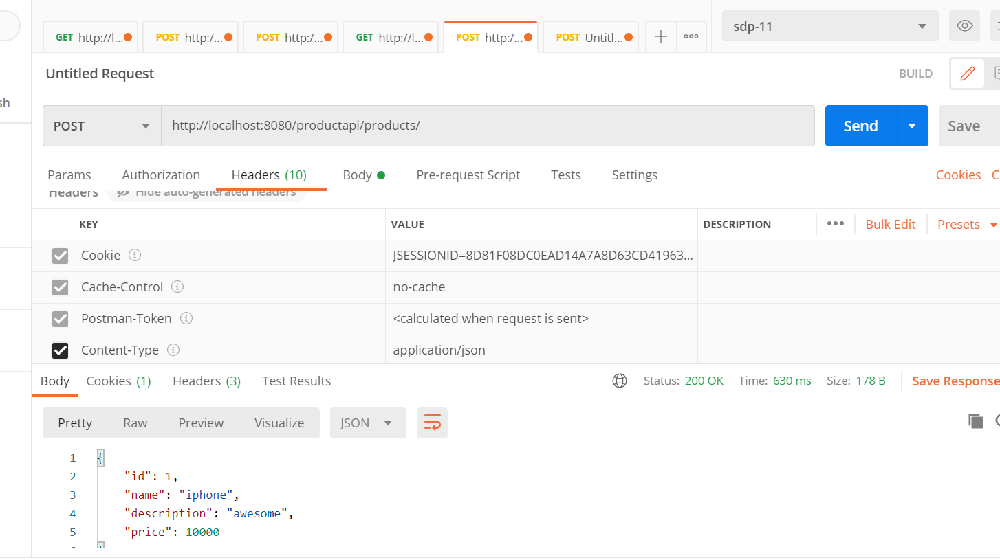 GET http://l... POST http:/... POST http:/... GET http://l... POST http:/... POST Untitl... sdp-11
Untitled Request BUILD
sh
POST http://localhost:8080/productapi/products/ Send Save
Params Authorization Headers (10) Body Pre-request Script Tests Settings Cookies C
Headers Hide auto-generated headers
KEY VALUE DESCRIPTION ••• Bulk Edit Presets
Cookie JSESSIONID=8D81F08DC0EAD14A7A8D63CD41963...
Cache-Control no-cache
Postman-Token <calculated when request is sent>
Content-Type application/json
Body Cookies (1) Headers (3) Test Results Status: 200 OK Time: 630 ms Size: 178 B Save Response
Pretty Raw Preview Visualize JSON
1 {
2 "id": 1,
3 "name": "iphone",
4 "description": "awesome",
5 "price": 10000